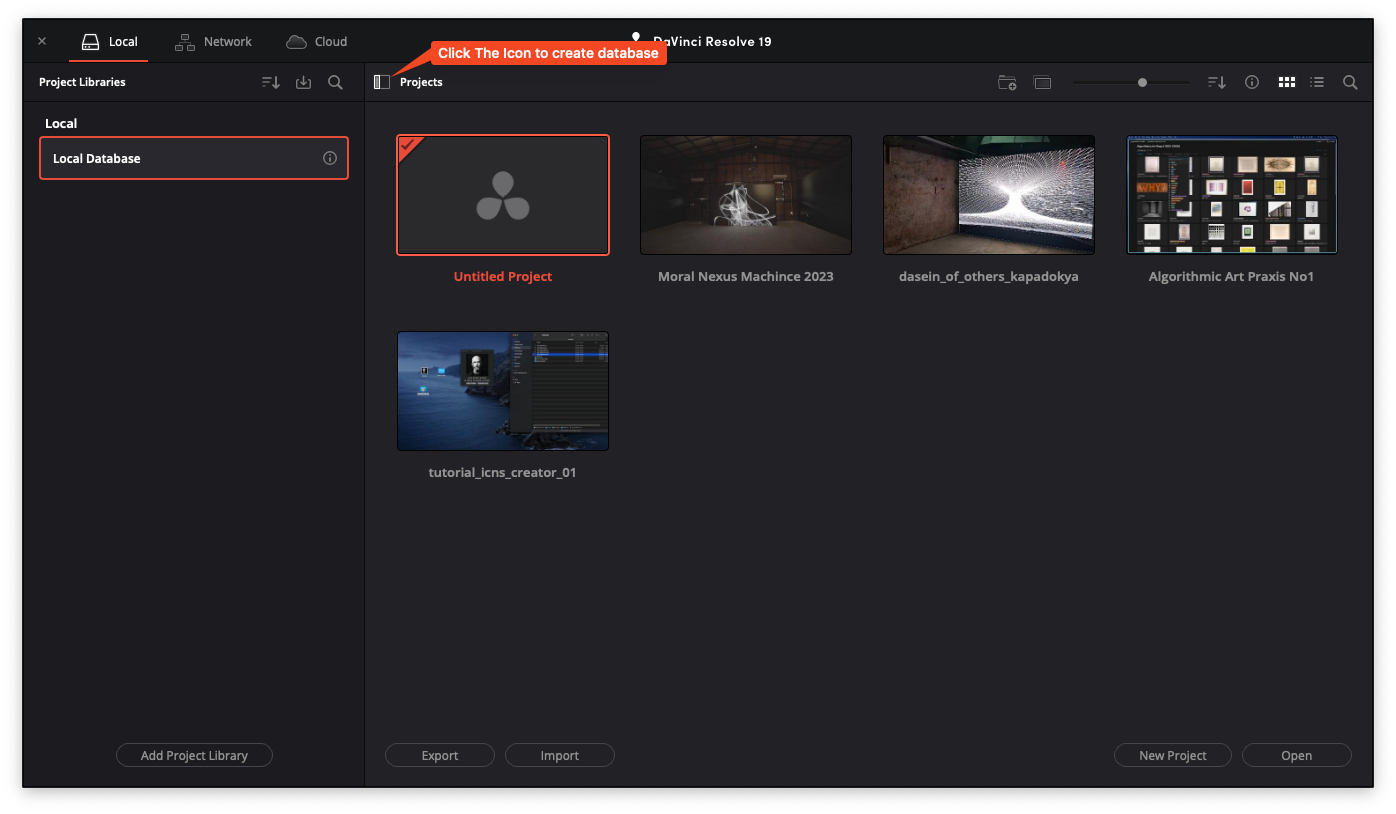 Local
Network
Cloud
DaVinci Resolve 19
Click The Icon to create database
Project Libraries
Projects
Local
Local Database
Untitled Project
Moral Nexus Machince 2023
dasein_of_others_kapadokya
Algorithmic Art Praxis No1
WHY?
tutorial_icns_creator_01
Add Project Library
Export
Import
New Project
Open